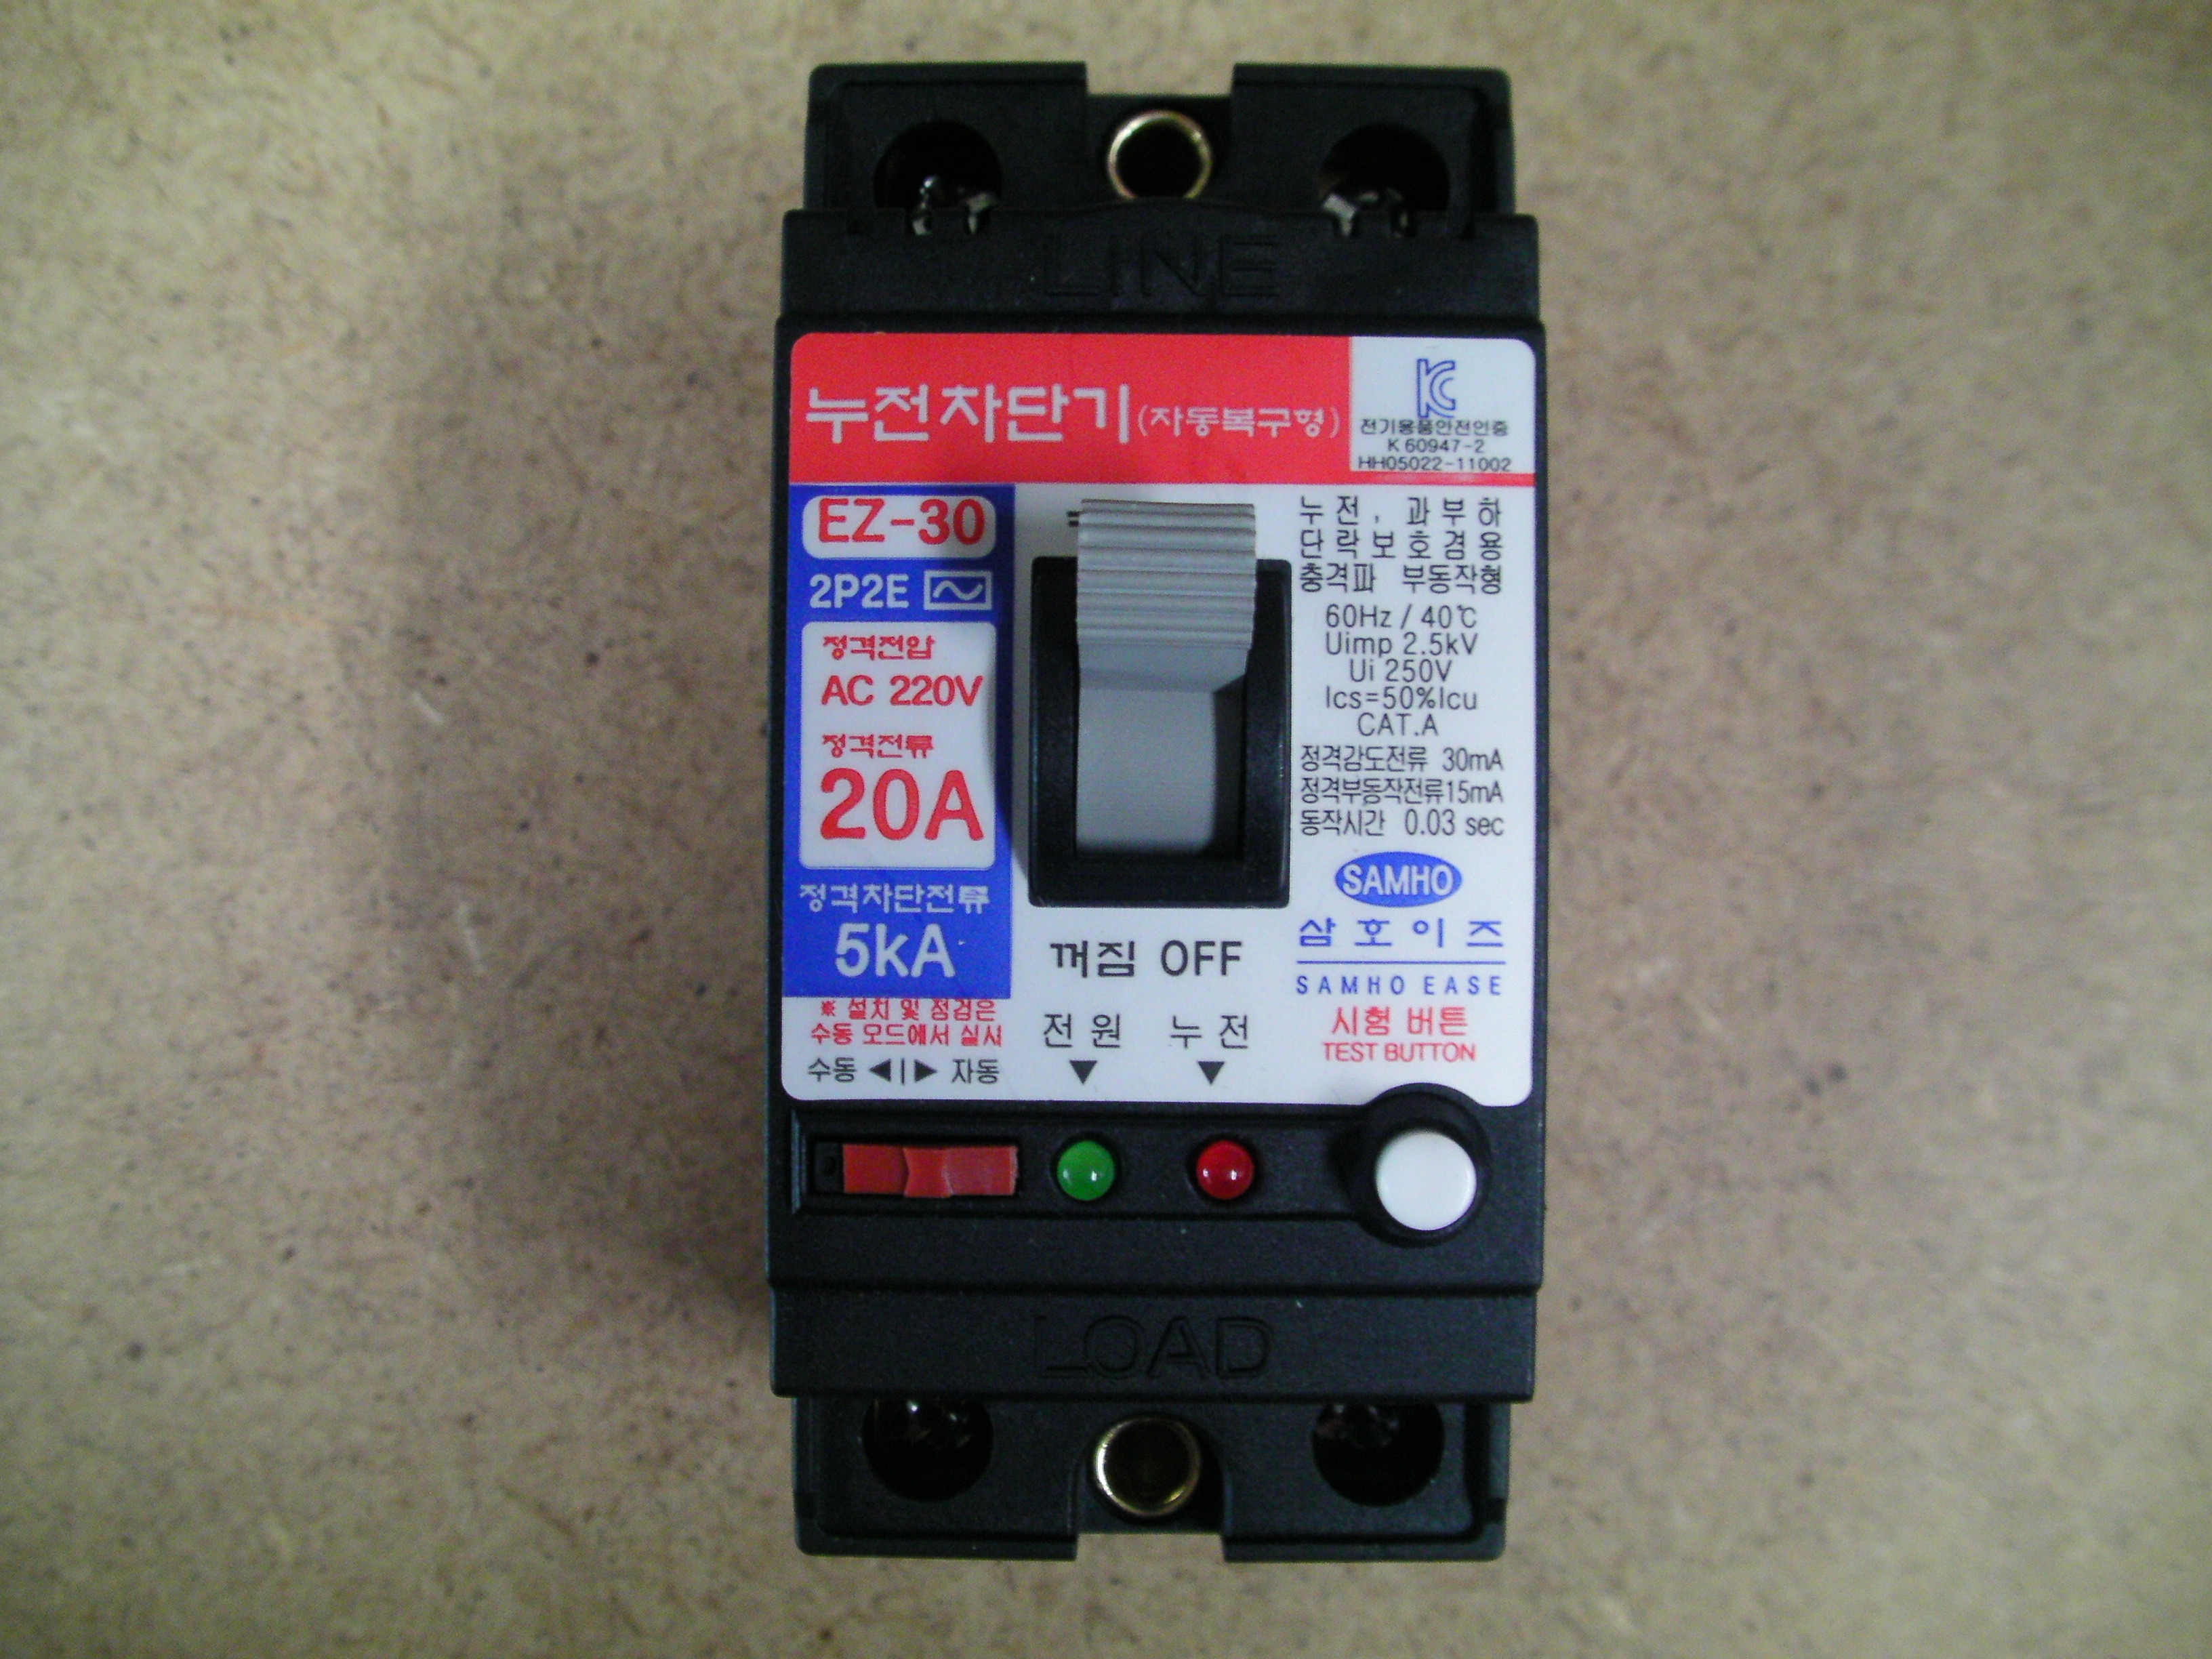 LINE
누전차단기(자동복구형)
KC
전기용품안전인증
K 60947-2
HH05022-11002
EZ-30
2P2E
정격전압
AC 220V
정격전류
20A
정격차단전류
5kA
※ 설치 및 점검은
수동 모드에서 실시
수동 ◀|▶ 자동
꺼짐 OFF
전원 누전
▼ ▼
누전, 과부하
단락보호겸용
충격파 부동작형
60Hz / 40℃
Uimp 2.5kV
Ui 250V
Ics=50%Icu
CAT.A
정격감도전류 30mA
정격부동작전류15mA
동작시간 0.03 sec
SAMHO
삼호이즈
SAMHO EASE
시험 버튼
TEST BUTTON
LOAD